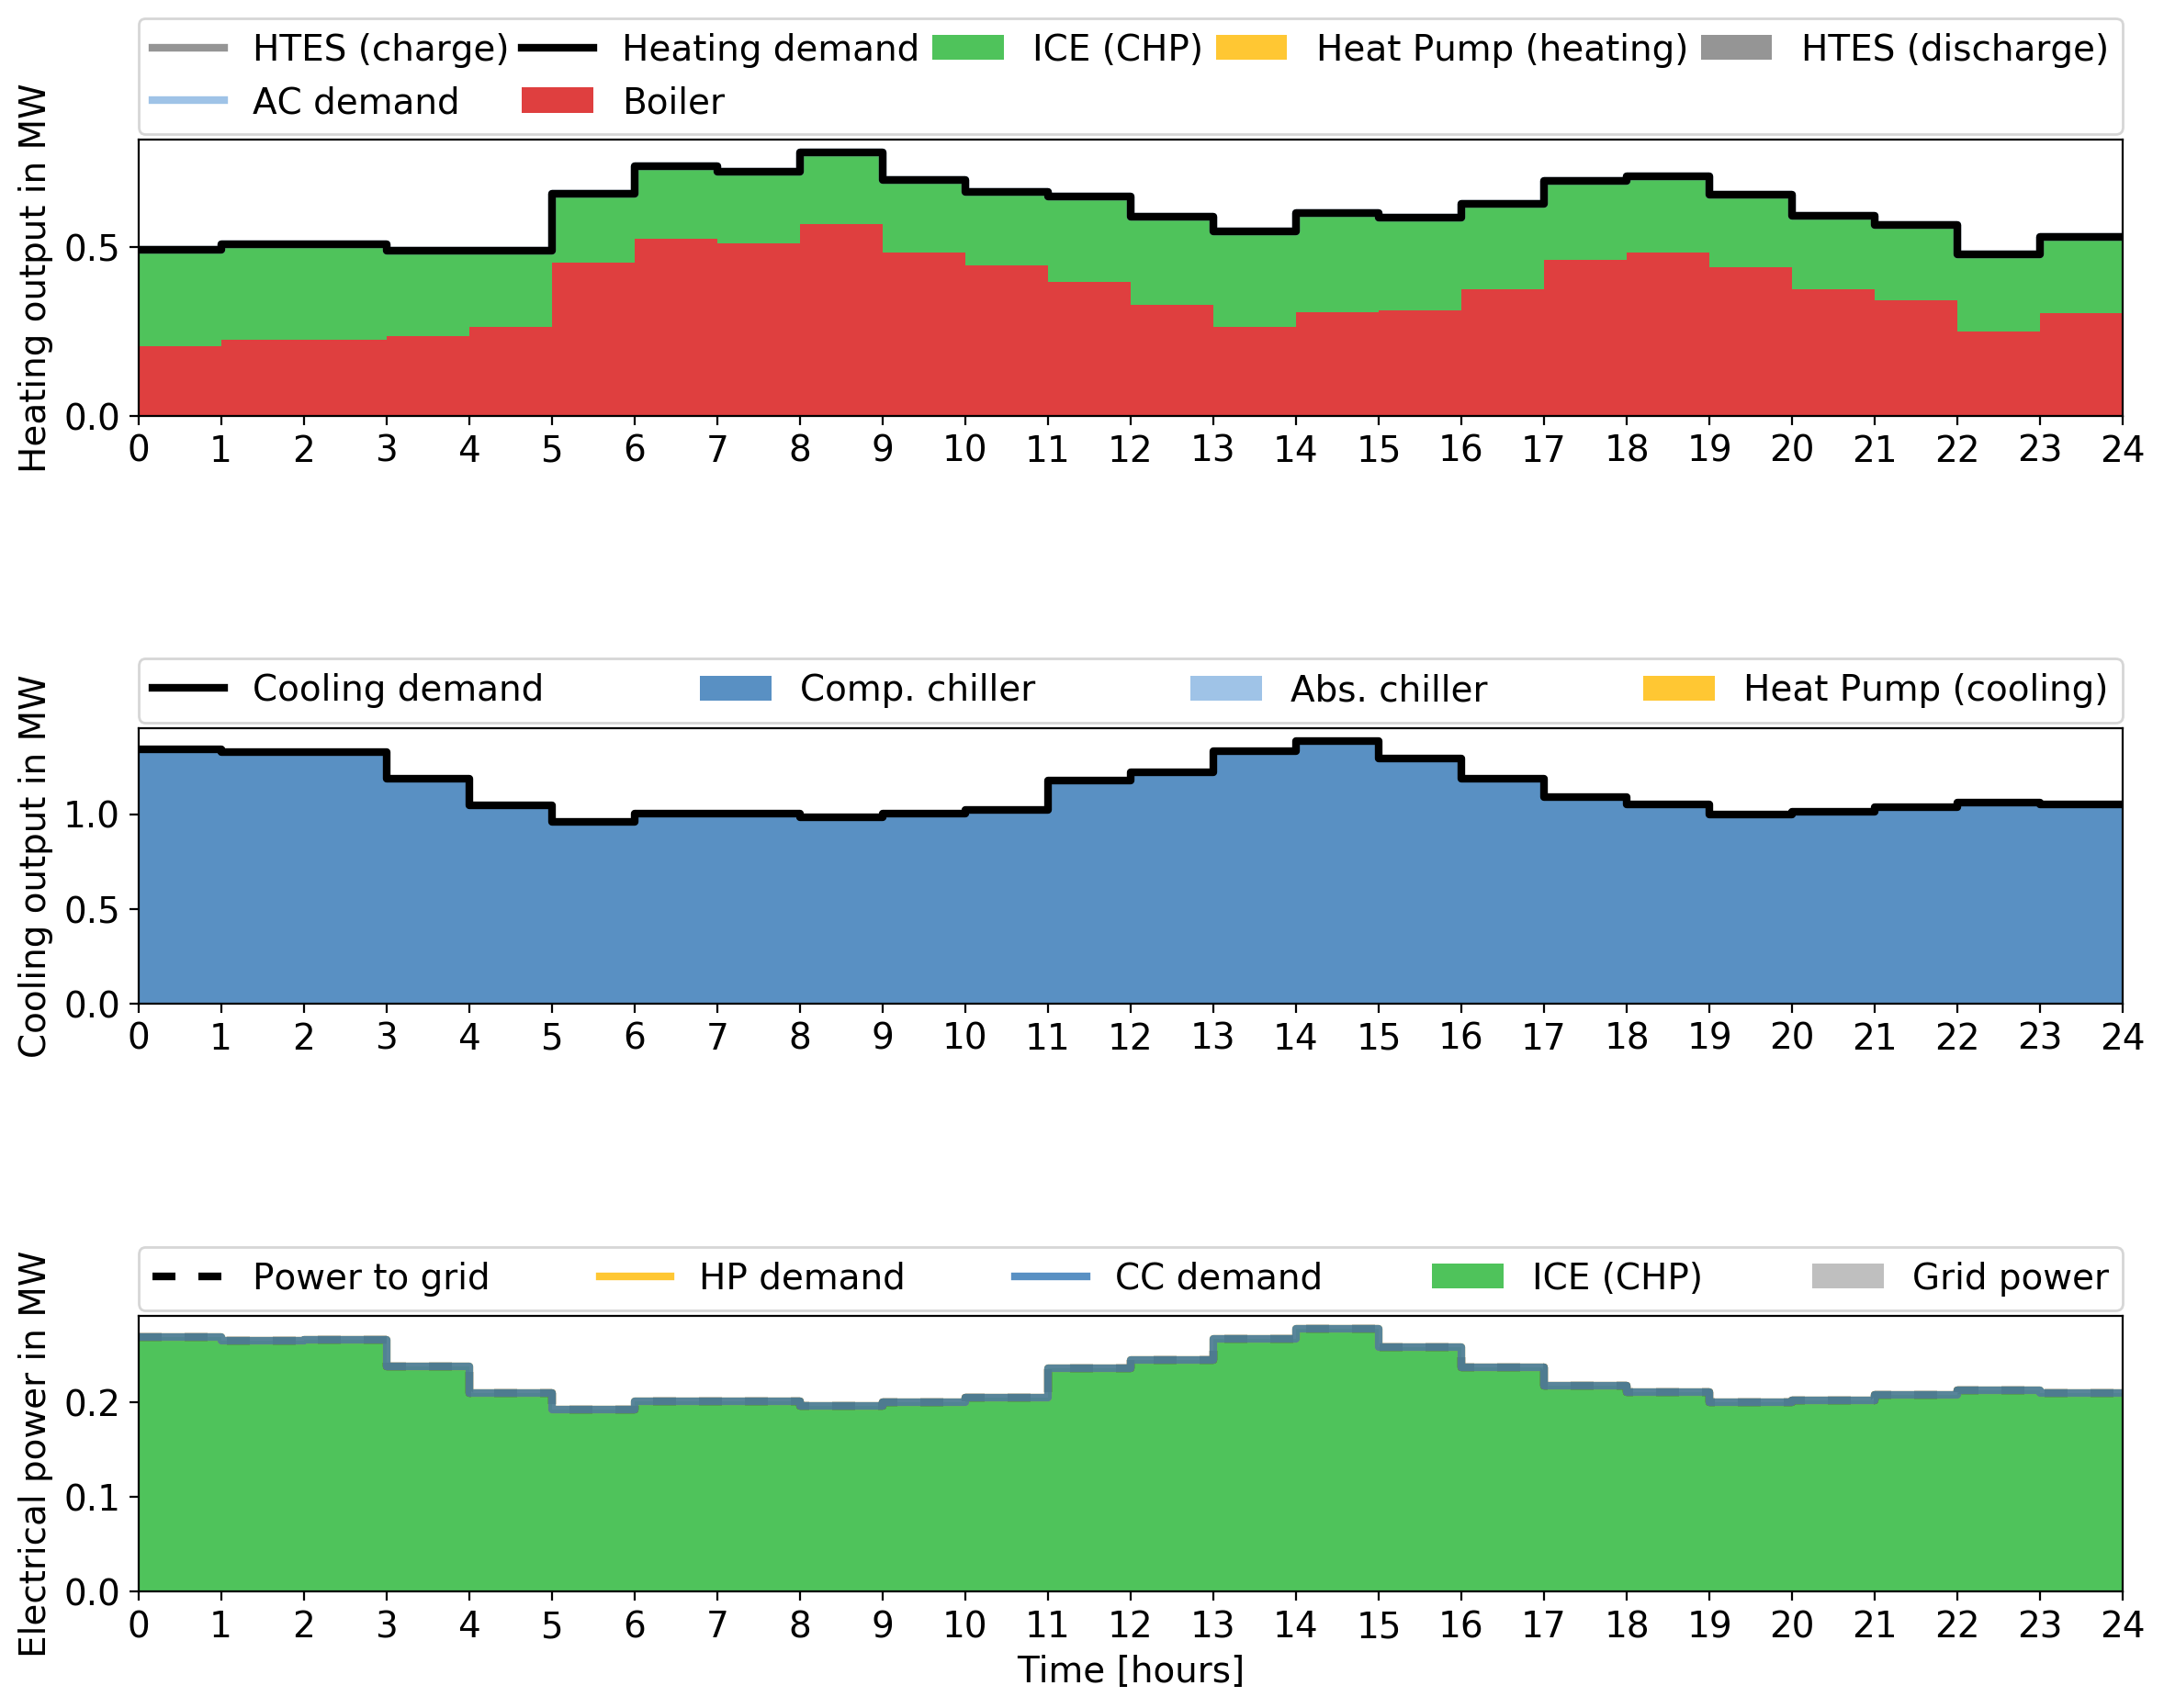 HTES (charge) Heating demand ICE (CHP) Heat Pump (heating) HTES (discharge)
AC demand Boiler
Heating output in MW
0.5
0.0
0 1 2 3 4 5 6 7 8 9 10 11 12 13 14 15 16 17 18 19 20 21 22 23 24
Cooling demand Comp. chiller Abs. chiller Heat Pump (cooling)
Cooling output in MW
1.0
0.5
0.0
0 1 2 3 4 5 6 7 8 9 10 11 12 13 14 15 16 17 18 19 20 21 22 23 24
Power to grid HP demand CC demand ICE (CHP) Grid power
Electrical power in MW
0.2
0.1
0.0
0 1 2 3 4 5 6 7 8 9 10 11 12 13 14 15 16 17 18 19 20 21 22 23 24
Time [hours]